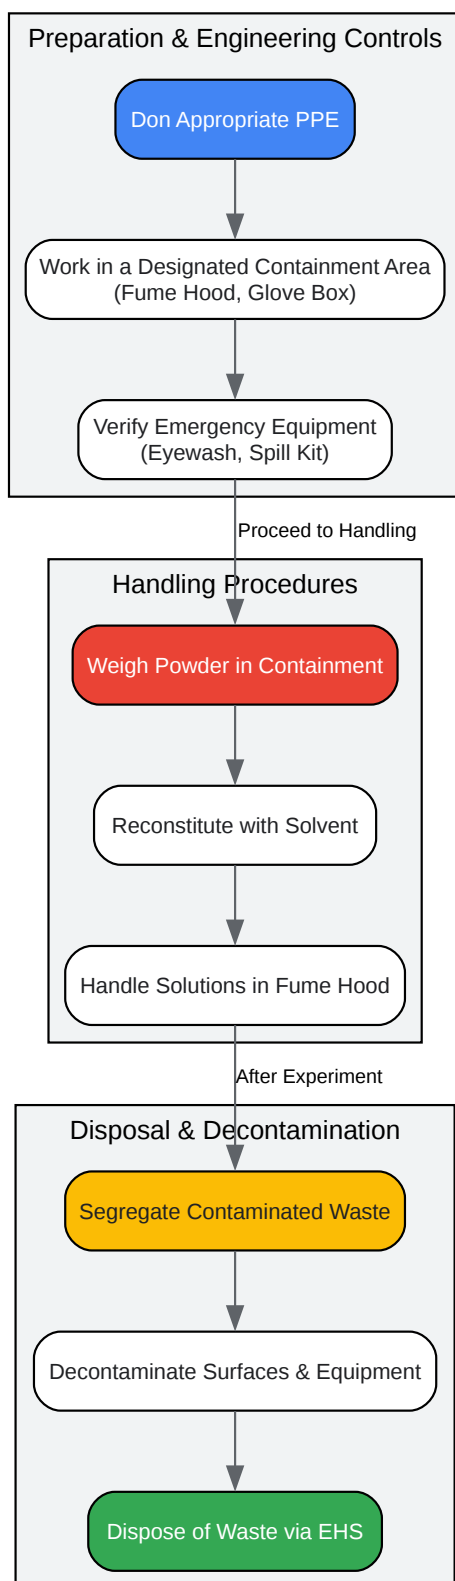 Preparation & Engineering Controls
Don Appropriate PPE
Work in a Designated Containment Area
(Fume Hood, Glove Box)
Verify Emergency Equipment
(Eyewash, Spill Kit)
Proceed to Handling
Handling Procedures
Weigh Powder in Containment
Reconstitute with Solvent
Handle Solutions in Fume Hood
After Experiment
Disposal & Decontamination
Segregate Contaminated Waste
Decontaminate Surfaces & Equipment
Dispose of Waste via EHS